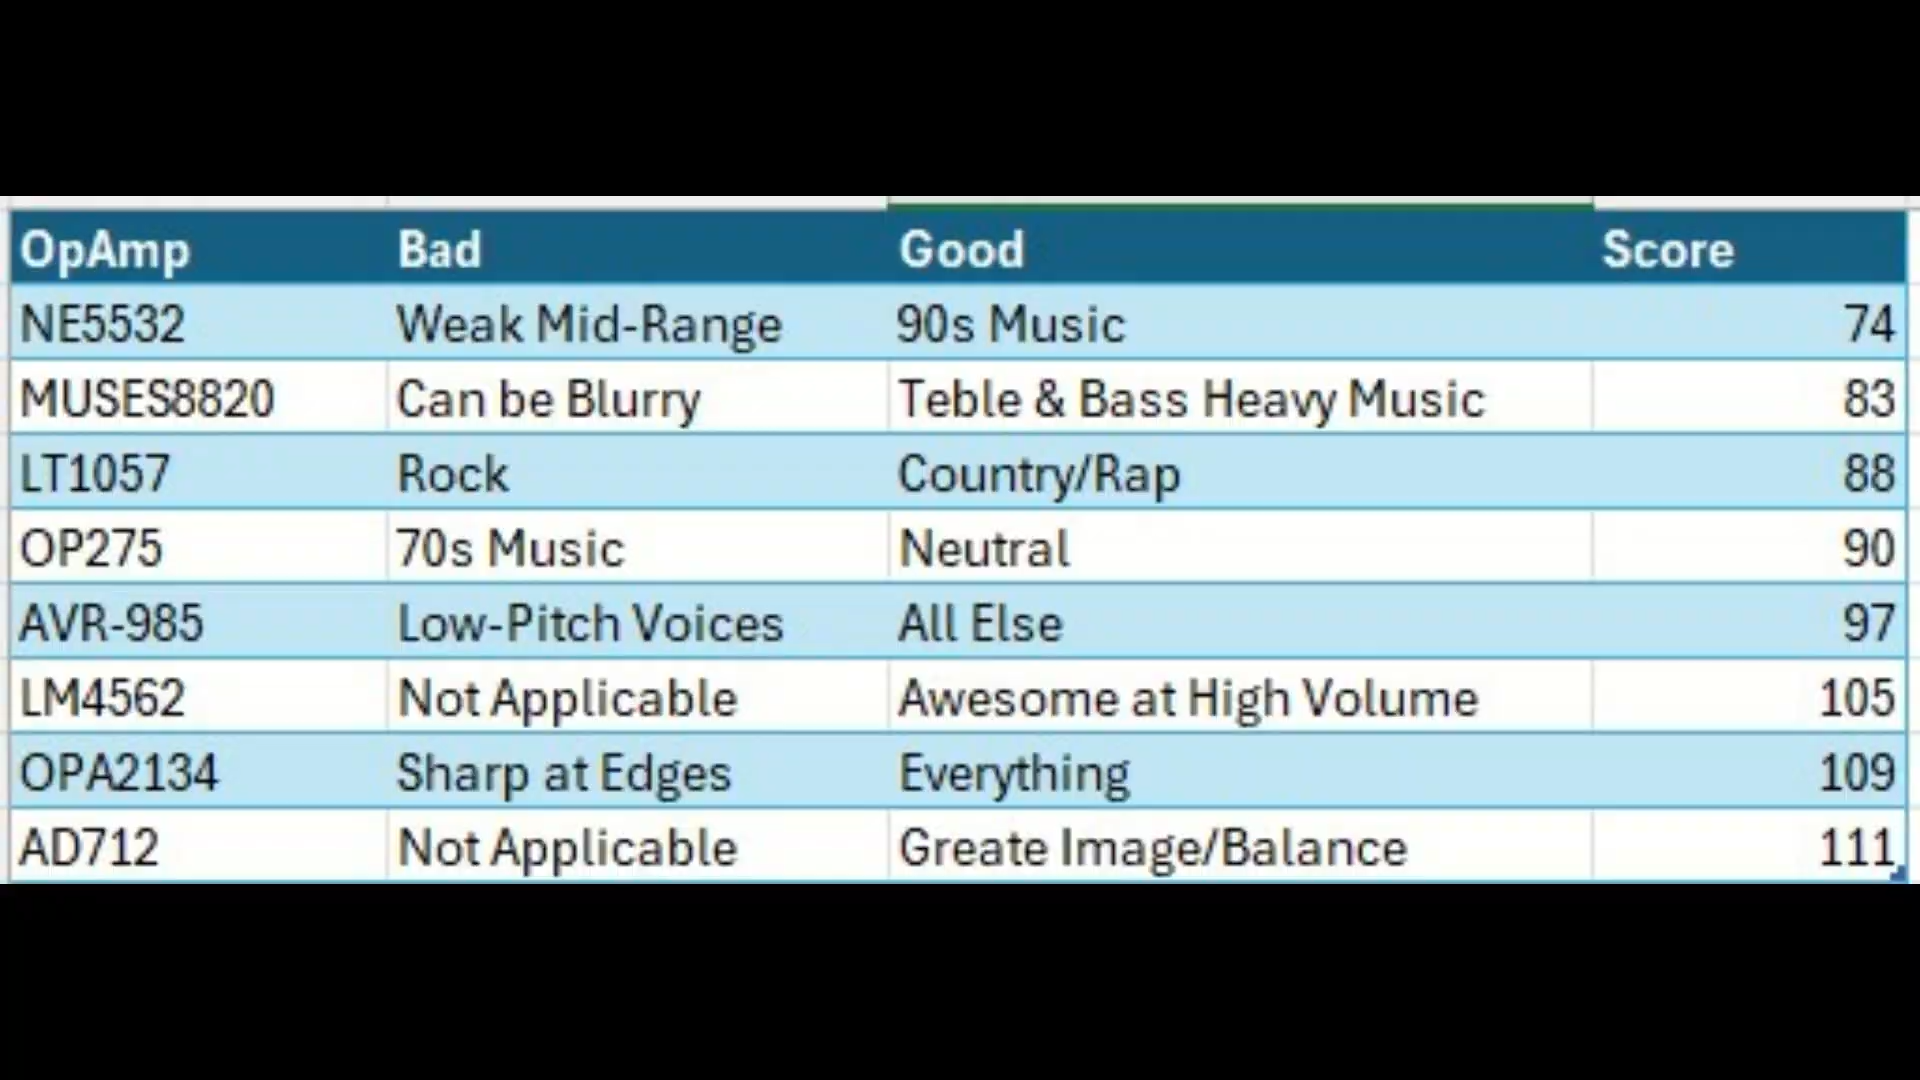 OpAmp Bad Good Score
NE5532 Weak Mid-Range 90s Music 74
MUSES8820 Can be Blurry Teble & Bass Heavy Music 83
LT1057 Rock Country/Rap 88
OP275 70s Music Neutral 90
AVR-985 Low-Pitch Voices All Else 97
LM4562 Not Applicable Awesome at High Volume 105
OPA2134 Sharp at Edges Everything 109
AD712 Not Applicable Greate Image/Balance 111